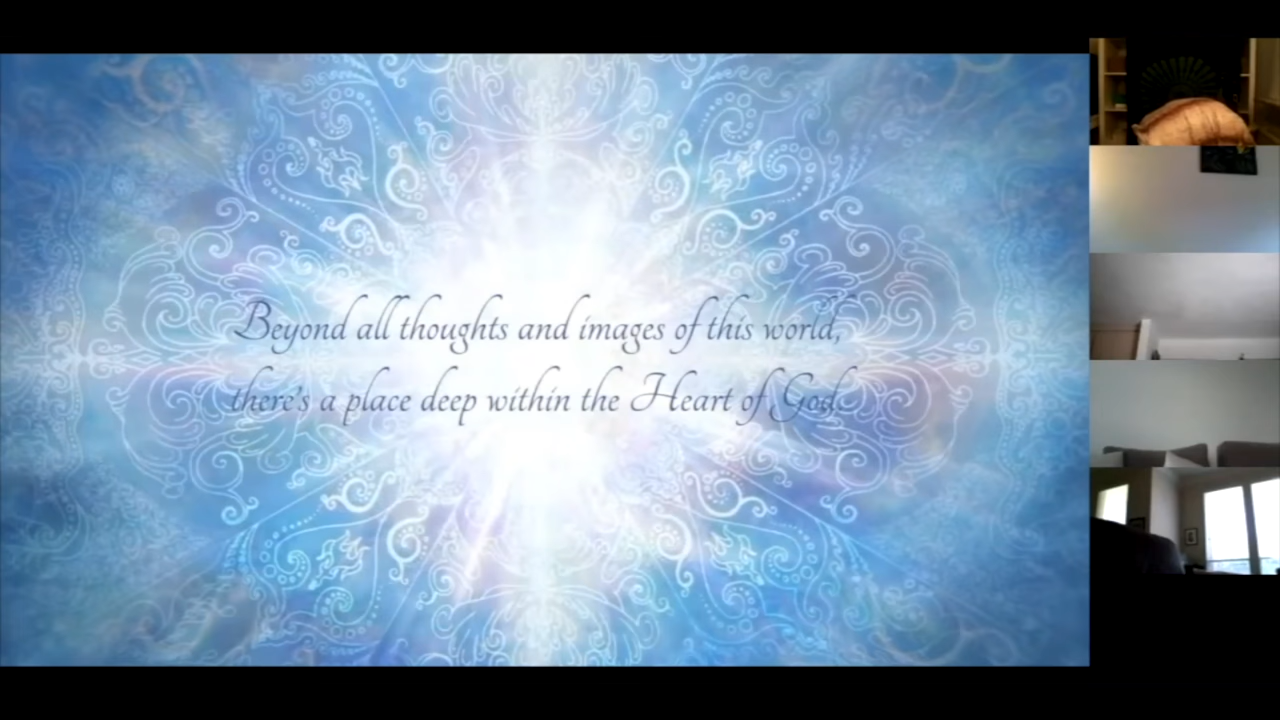 Beyond all thoughts and images of this world,
there's a place deep within the Heart of God.